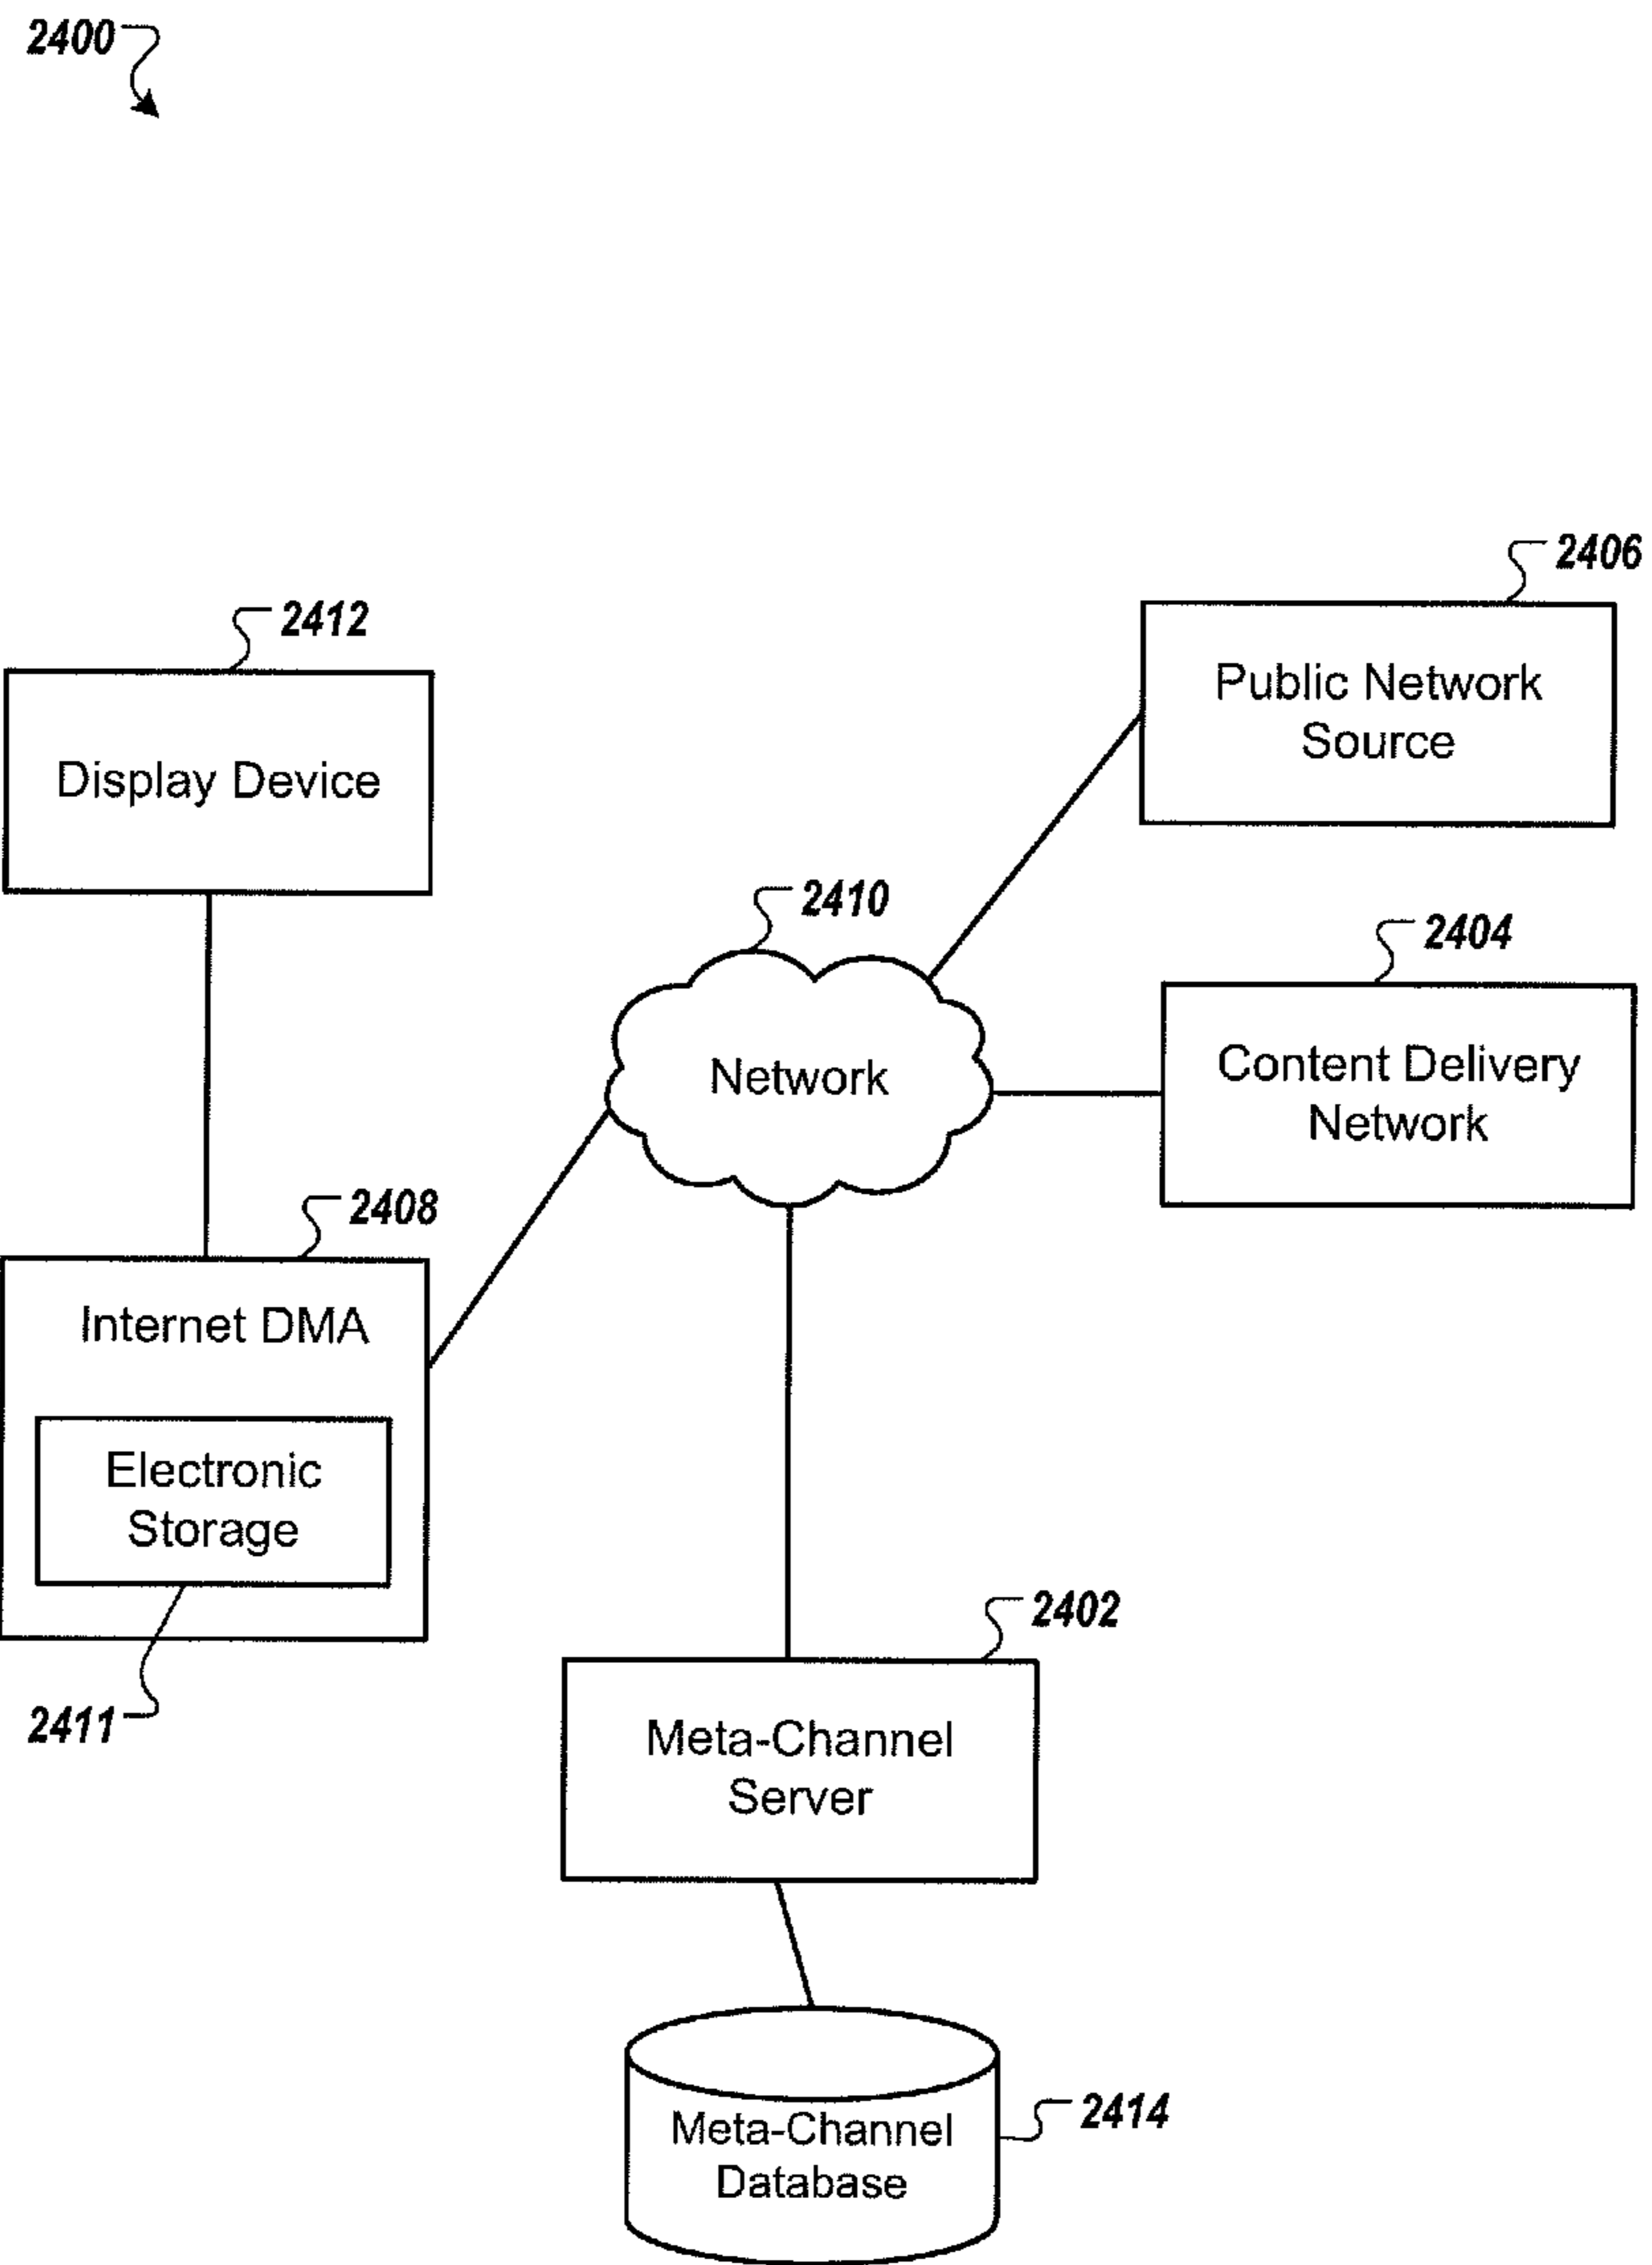 2400
2406
Public Network
Source
2412
Display Device
2410
Network
2404
Content Delivery
Network
2408
Internet DMA
Electronic
Storage
2411
2402
Meta-Channel
Server
2414
Meta-Channel
Database